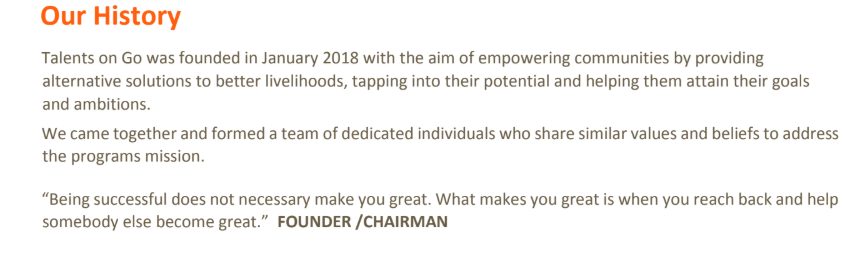 Our History
Talents on Go was founded in January 2018 with the aim of empowering communities by providing
alternative solutions to better livelihoods, tapping into their potential and helping them attain their goals
and ambitions.
We came together and formed a team of dedicated individuals who share similar values and beliefs to address
the programs mission.
“Being successful does not necessary make you great. What makes you great is when you reach back and help
somebody else become great.” FOUNDER /CHAIRMAN